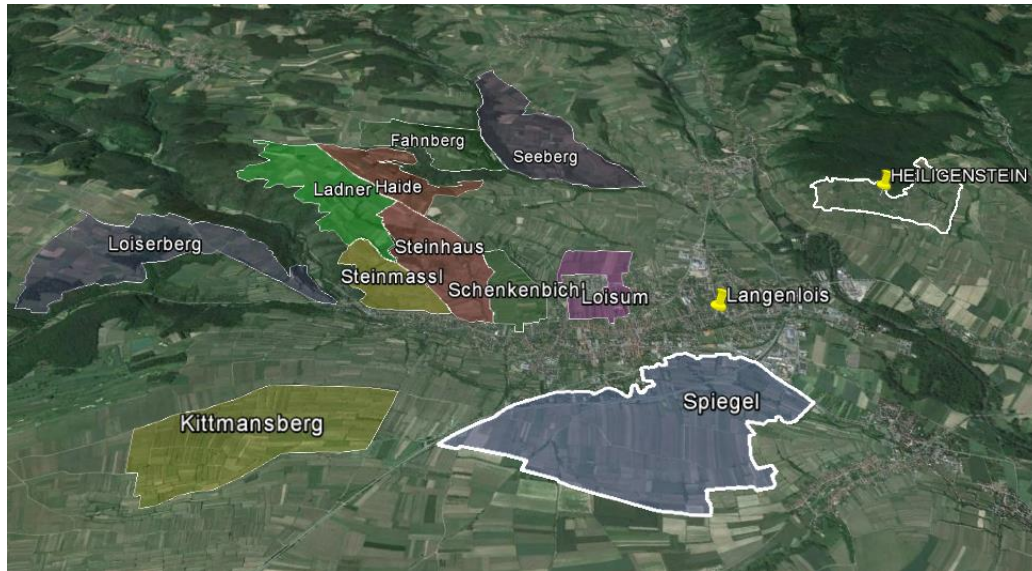 Fahnberg
Seeberg
HEILIGENSTEIN
Ladner
Haide
Loiserberg
Steinhaus
Steinmassl
Schenkenbichl
Loisum
Langenlois
Spiegel
Kittmansberg